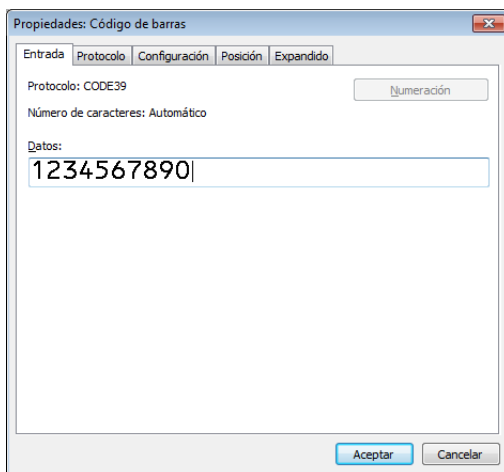 Propiedades: Código de barras
Entrada Protocolo Configuración Posición Expandido
Protocolo: CODE39 Numeración
Número de caracteres: Automático
Datos:
1234567890
Aceptar Cancelar